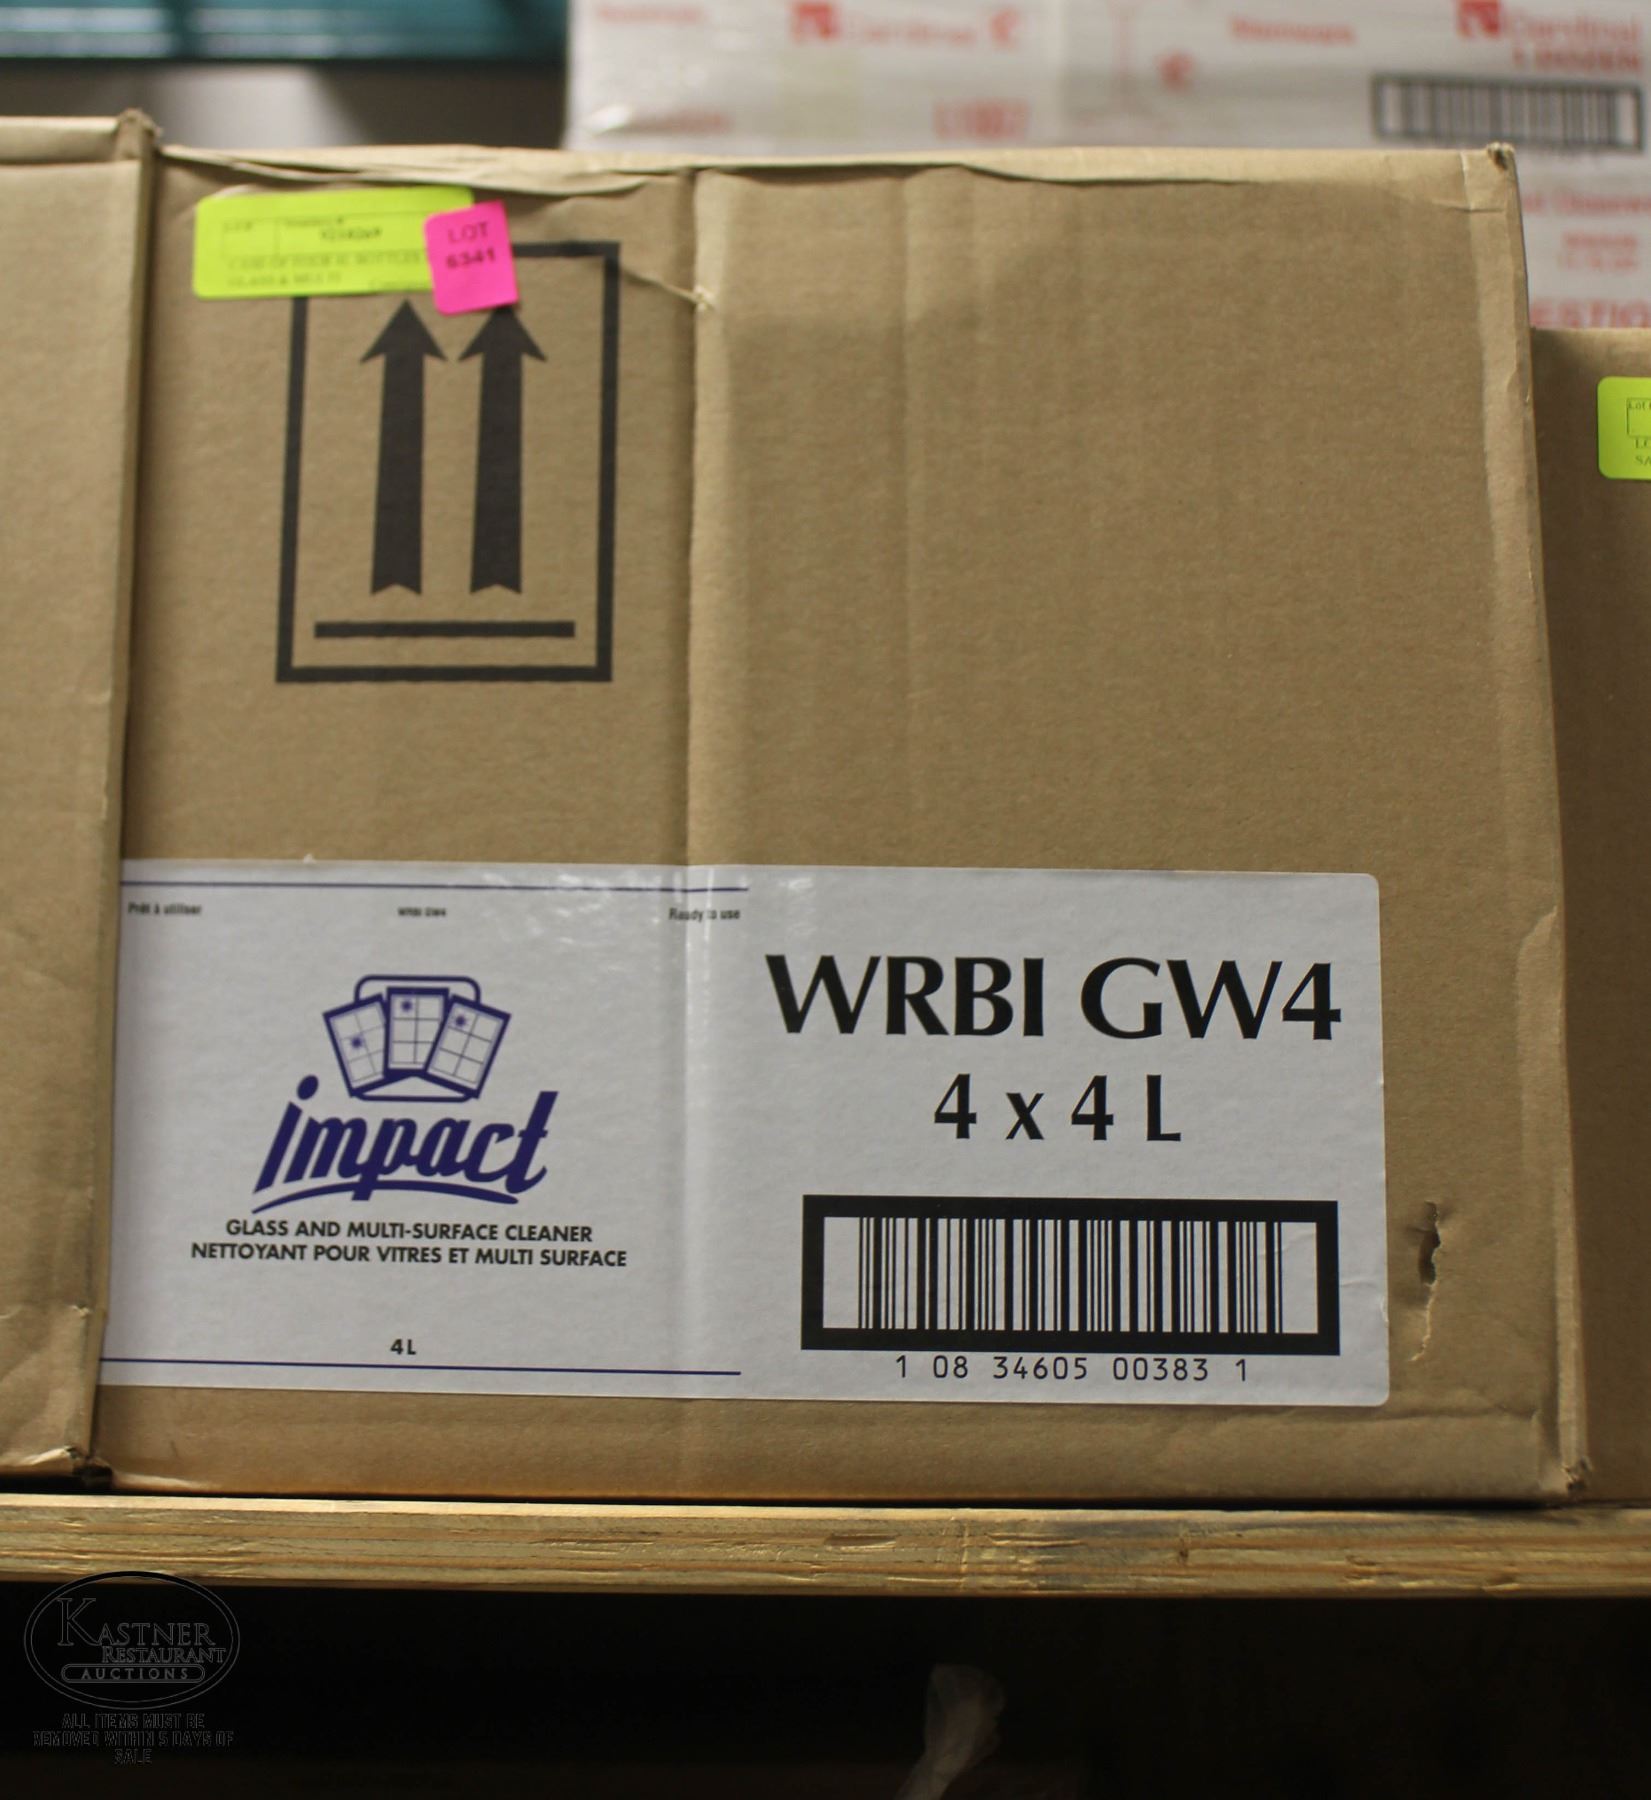 Cardinal
LOT
6341
Prêt à utiliser
WRBI GW4
Ready to use
impact
GLASS AND MULTI-SURFACE CLEANER
NETTOYANT POUR VITRES ET MULTI SURFACE
4L
WRBI GW4
4 x 4 L
1 08 34605 00383 1
KASTNER
RESTAURANT
AUCTIONS
ALL ITEMS MUST BE
REMOVED WITHIN 5 DAYS OF
SALE